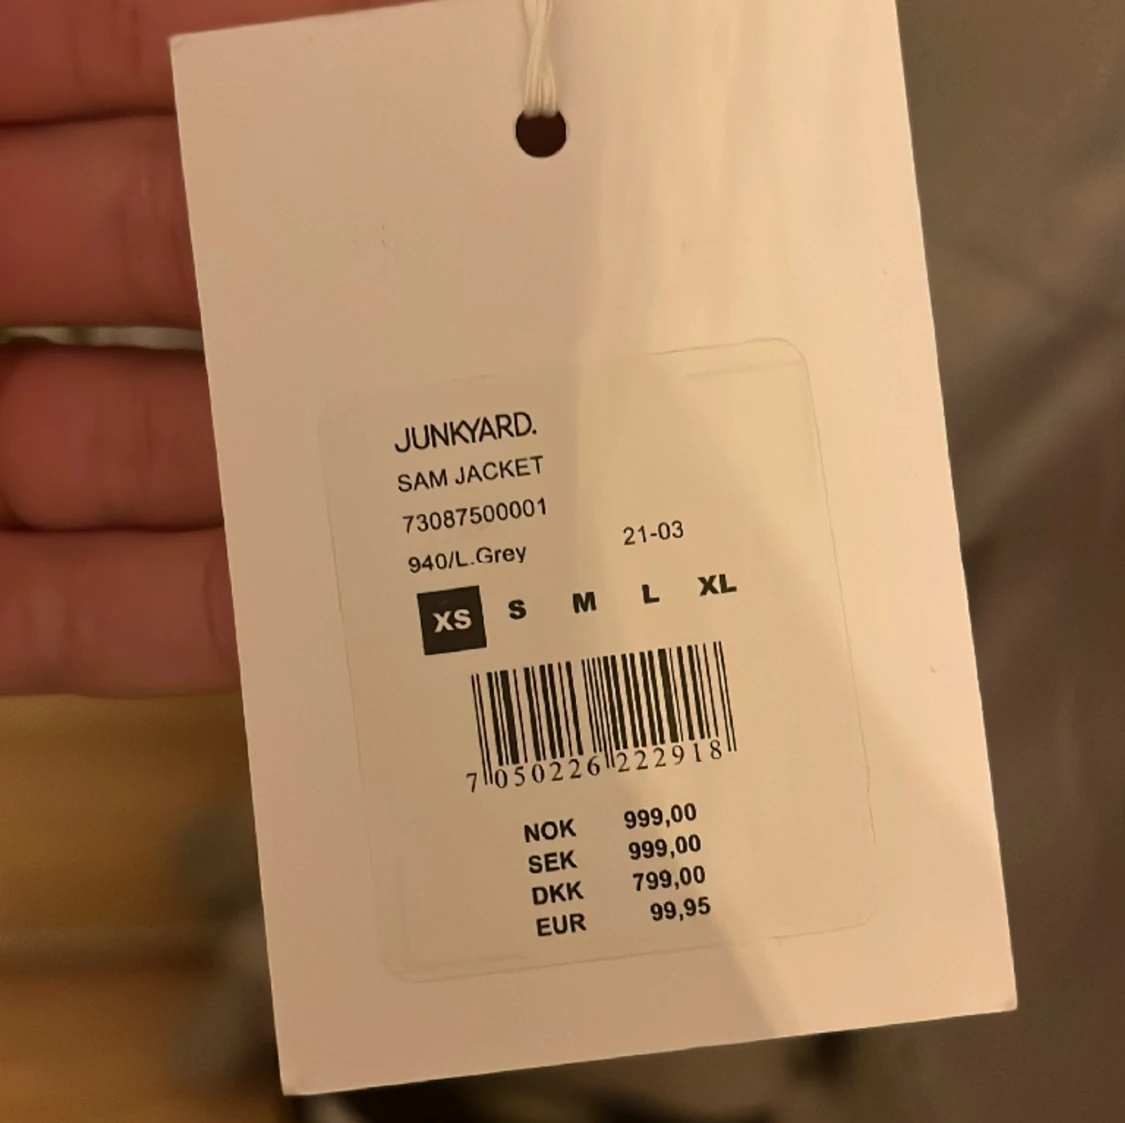 JUNKYARD.
SAM JACKET
73087500001
940/L.Grey 21-03
XS S M L XL
7 050226 222918
NOK 999,00
SEK 999,00
DKK 799,00
EUR 99,95